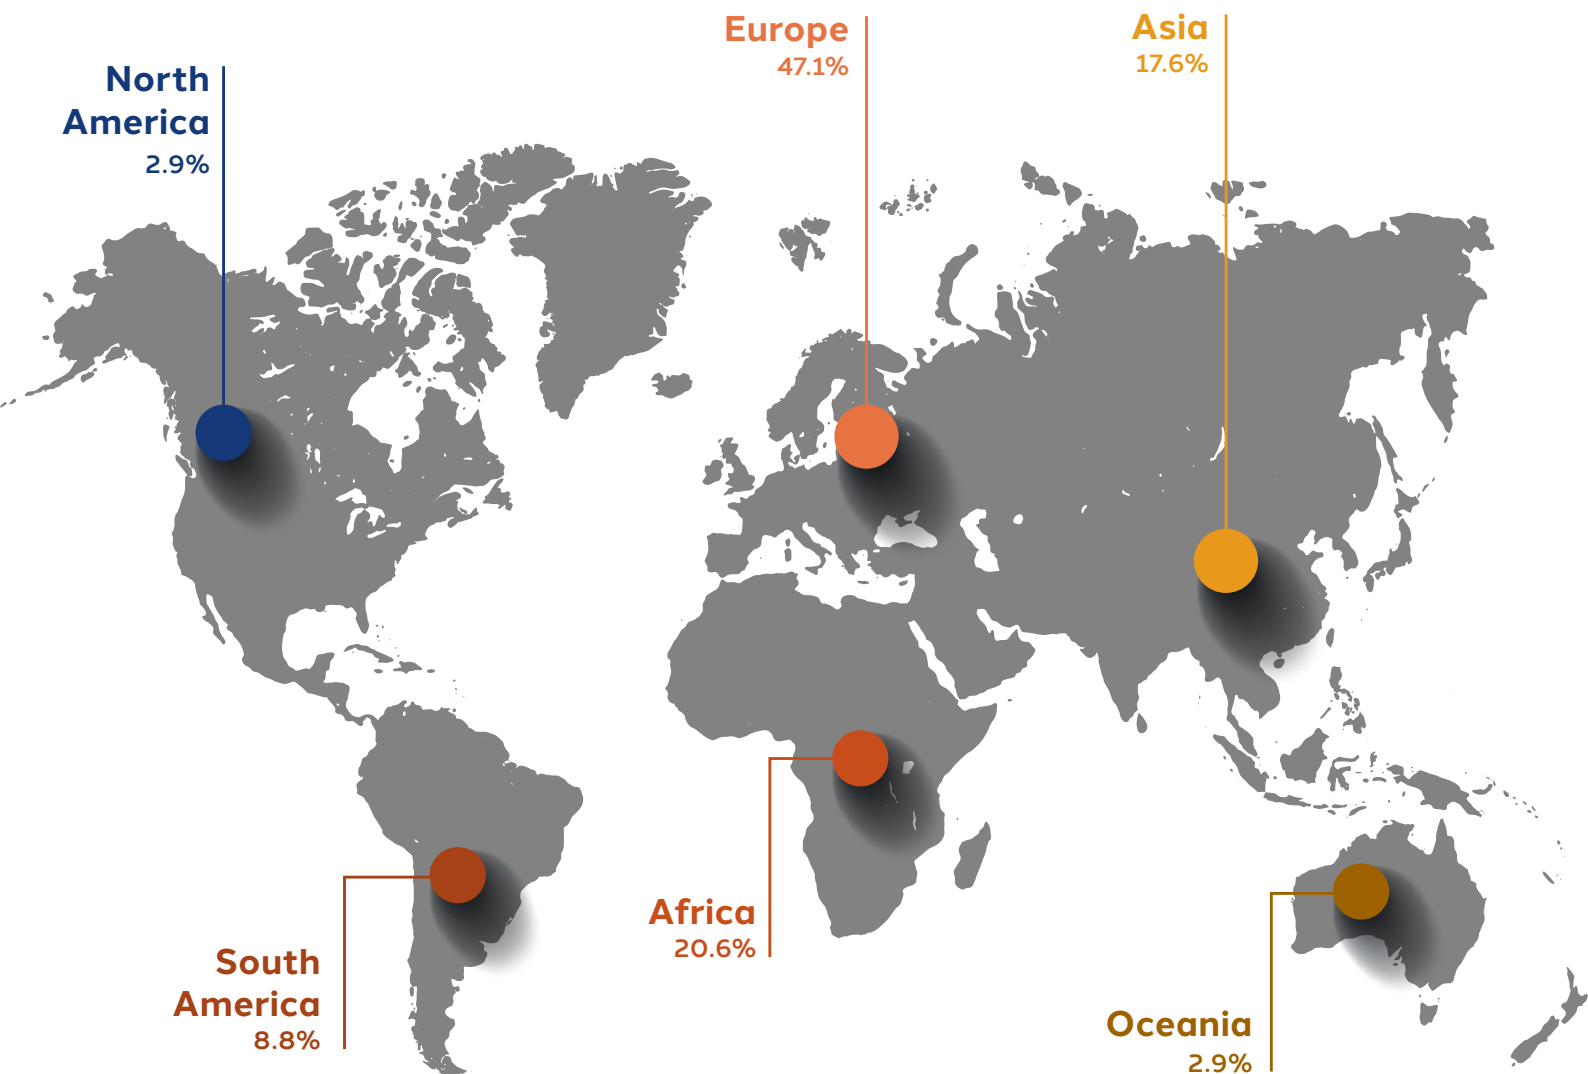 Europe
47.1%
Asia
17.6%
North
America
2.9%
Africa
20.6%
South
America
8.8%
Oceania
2.9%